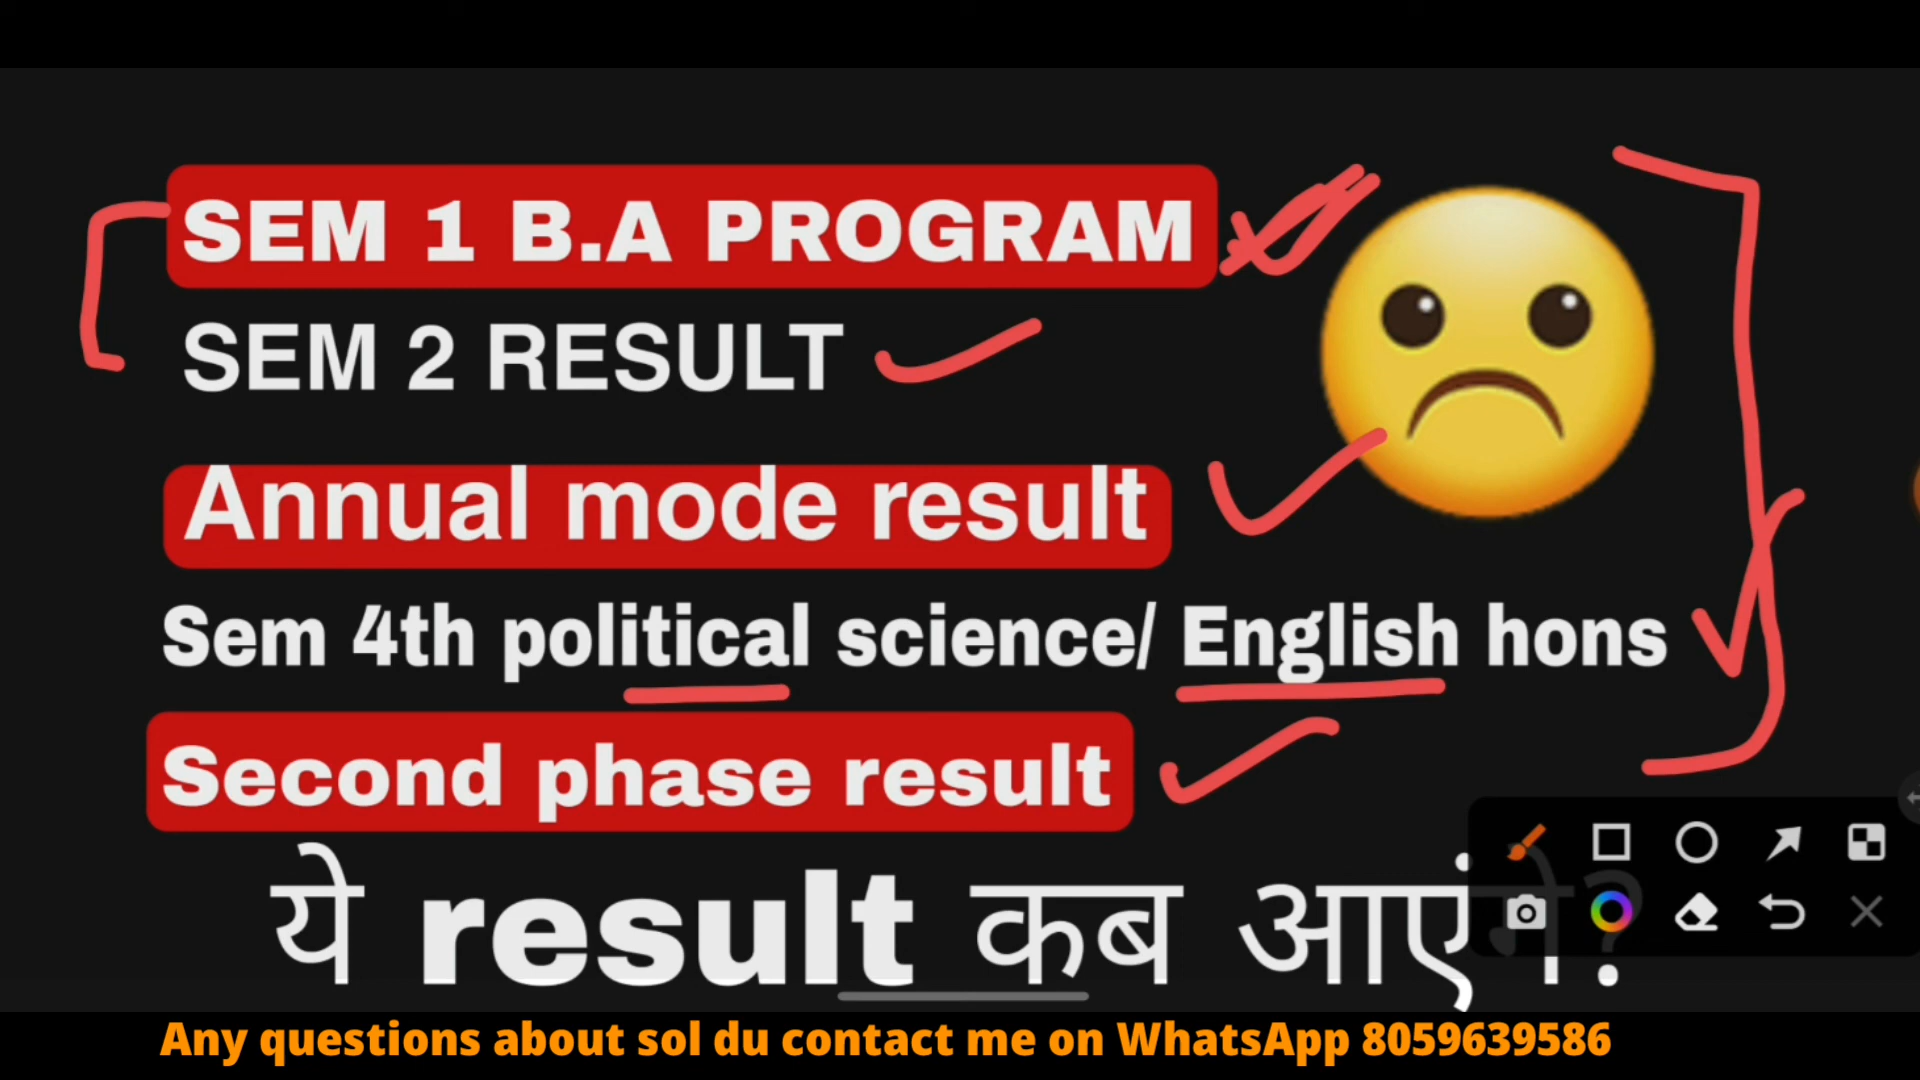 SEM 1 B.A PROGRAM
SEM 2 RESULT
Annual mode result
Sem 4th political science/ English hons
Second phase result
ये result कब आएंगे?
Any questions about sol du contact me on WhatsApp 8059639586